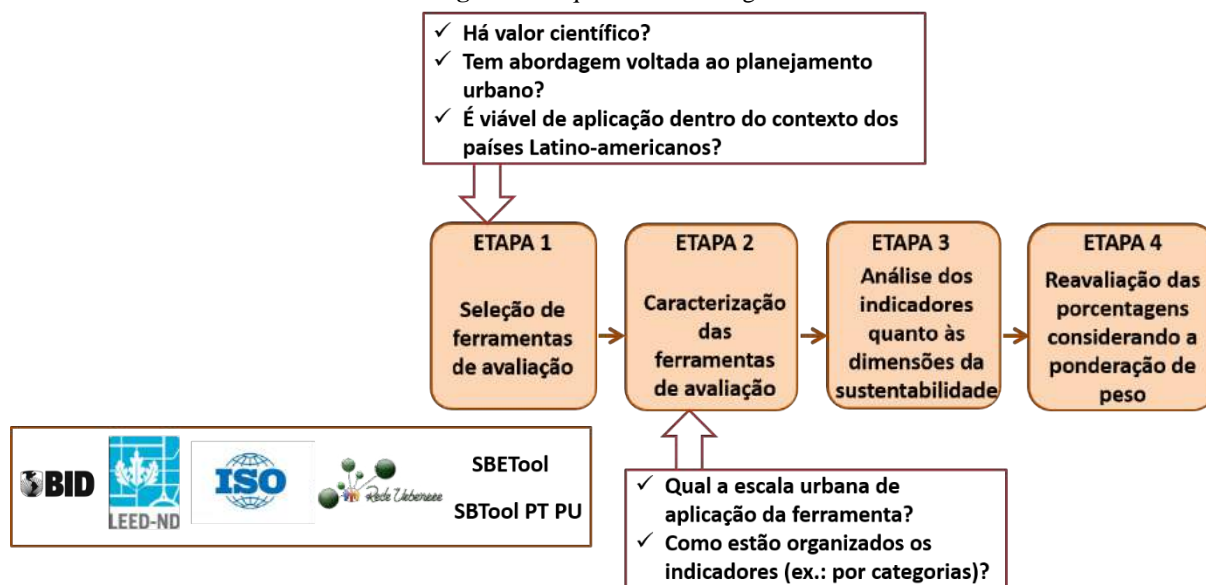 ✓ Há valor científico?
✓ Tem abordagem voltada ao planejamento
urbano?
✓ É viável de aplicação dentro do contexto dos
países Latino-americanos?
ETAPA 1
Seleção de
ferramentas
de avaliação
ETAPA 2
Caracterização
das
ferramentas
de avaliação
ETAPA 3
Análise dos
indicadores
quanto às
dimensões da
sustentabilidade
ETAPA 4
Reavaliação das
porcentagens
considerando a
ponderação de
peso
BID
LEED-ND
ISO
Rede
SBETool
SBTool PT PU
✓ Qual a escala urbana de
aplicação da ferramenta?
✓ Como estão organizados os
indicadores (ex.: por categorias)?